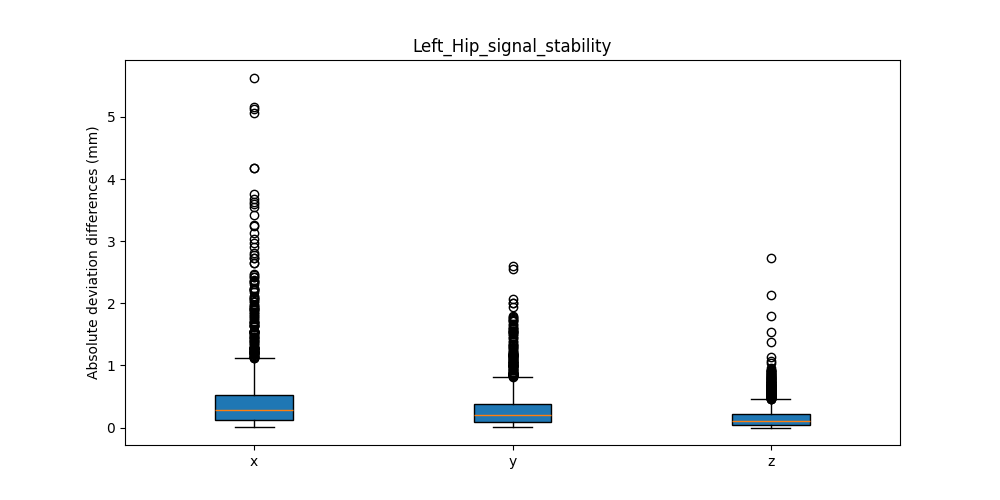 Left_Hip_signal_stability
Absolute deviation differences (mm)
5
4
3
2
1
0
x y z